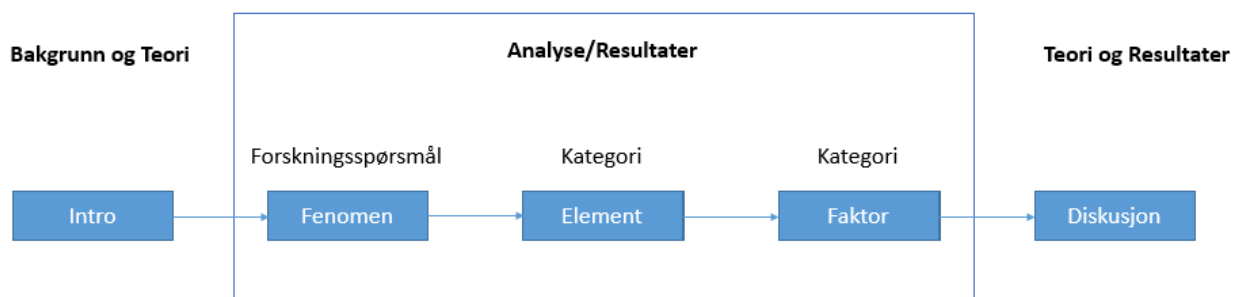 Bakgrunn og Teori
Analyse/Resultater
Teori og Resultater
Forskningsspørsmål
Kategori
Kategori
Intro
Fenomen
Element
Faktor
Diskusjon